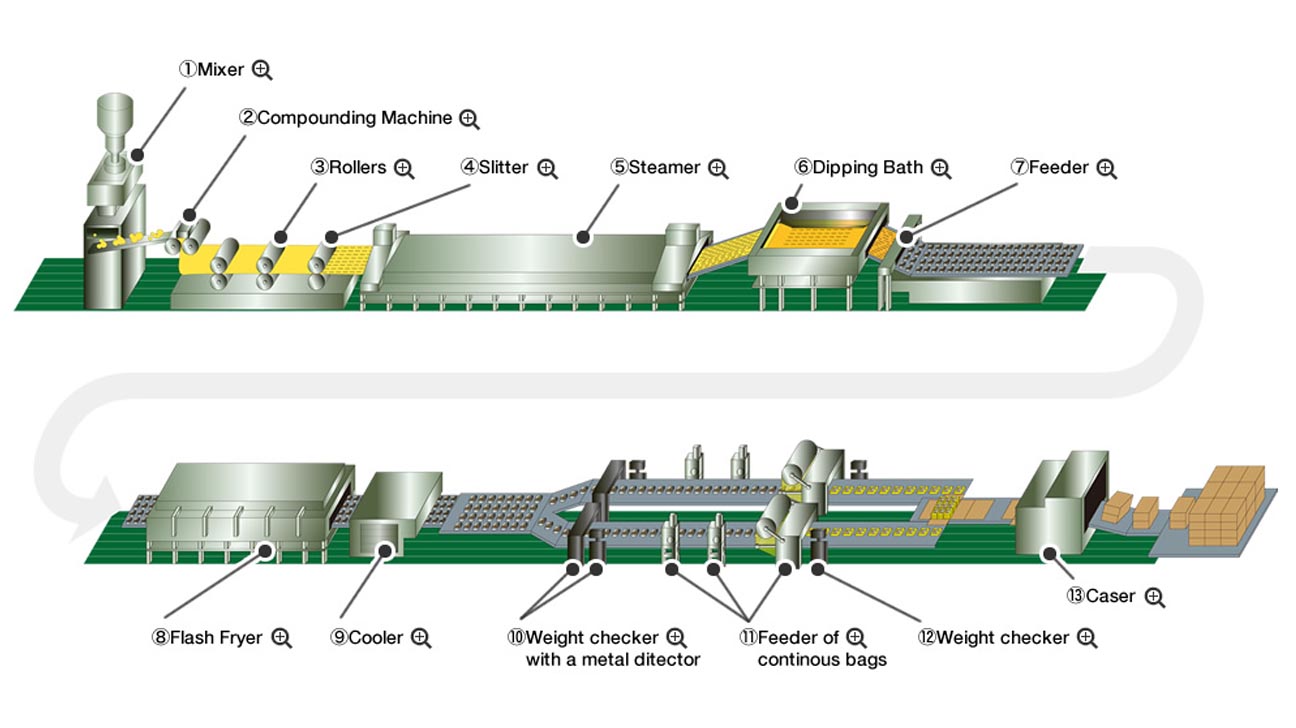 ①Mixer
②Compounding Machine
③Rollers
④Slitter
⑤Steamer
⑥Dipping Bath
⑦Feeder
⑧Flash Fryer
⑨Cooler
⑩Weight checker
with a metal ditector
⑪Feeder of
continous bags
⑫Weight checker
⑬Caser